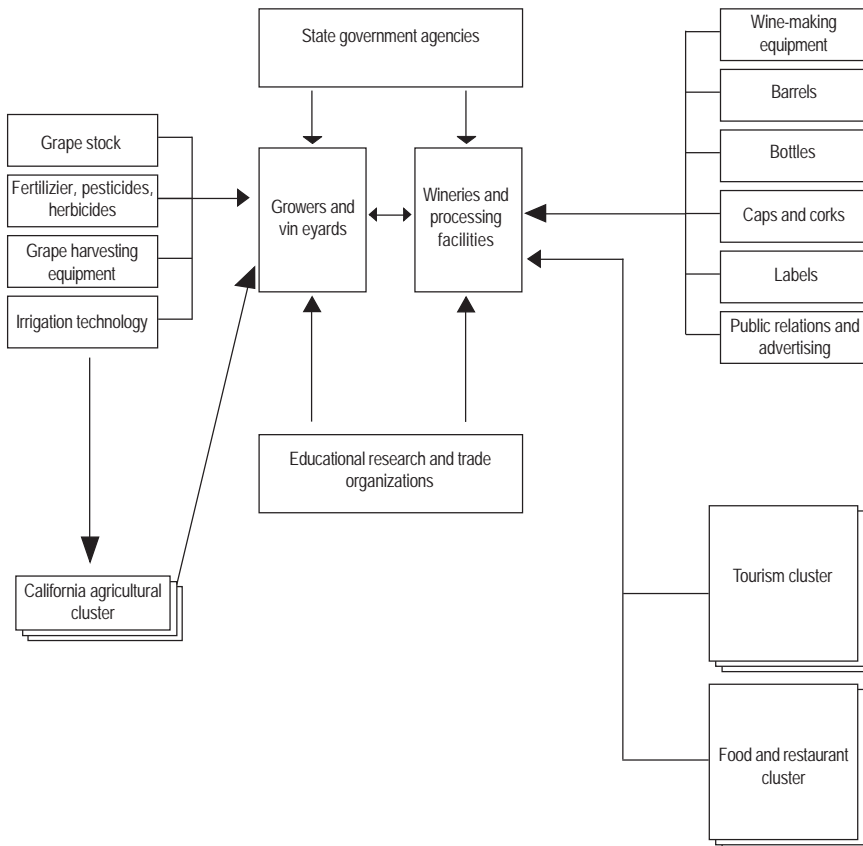 State government agencies
Wine-making
equipment
Barrels
Bottles
Caps and corks
Labels
Public relations and
advertising
Grape stock
Fertilizier, pesticides,
herbicides
Grape harvesting
equipment
Irrigation technology
Growers and
vin eyards
Wineries and
processing
facilities
Educational research and trade
organizations
California agricultural
cluster
Tourism cluster
Food and restaurant
cluster